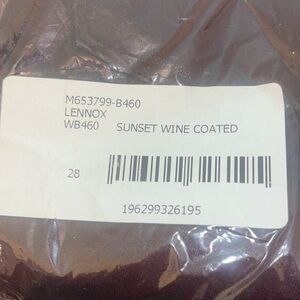 M653799-B460
LENNOX
WB460 SUNSET WINE COATED
28
196299326195